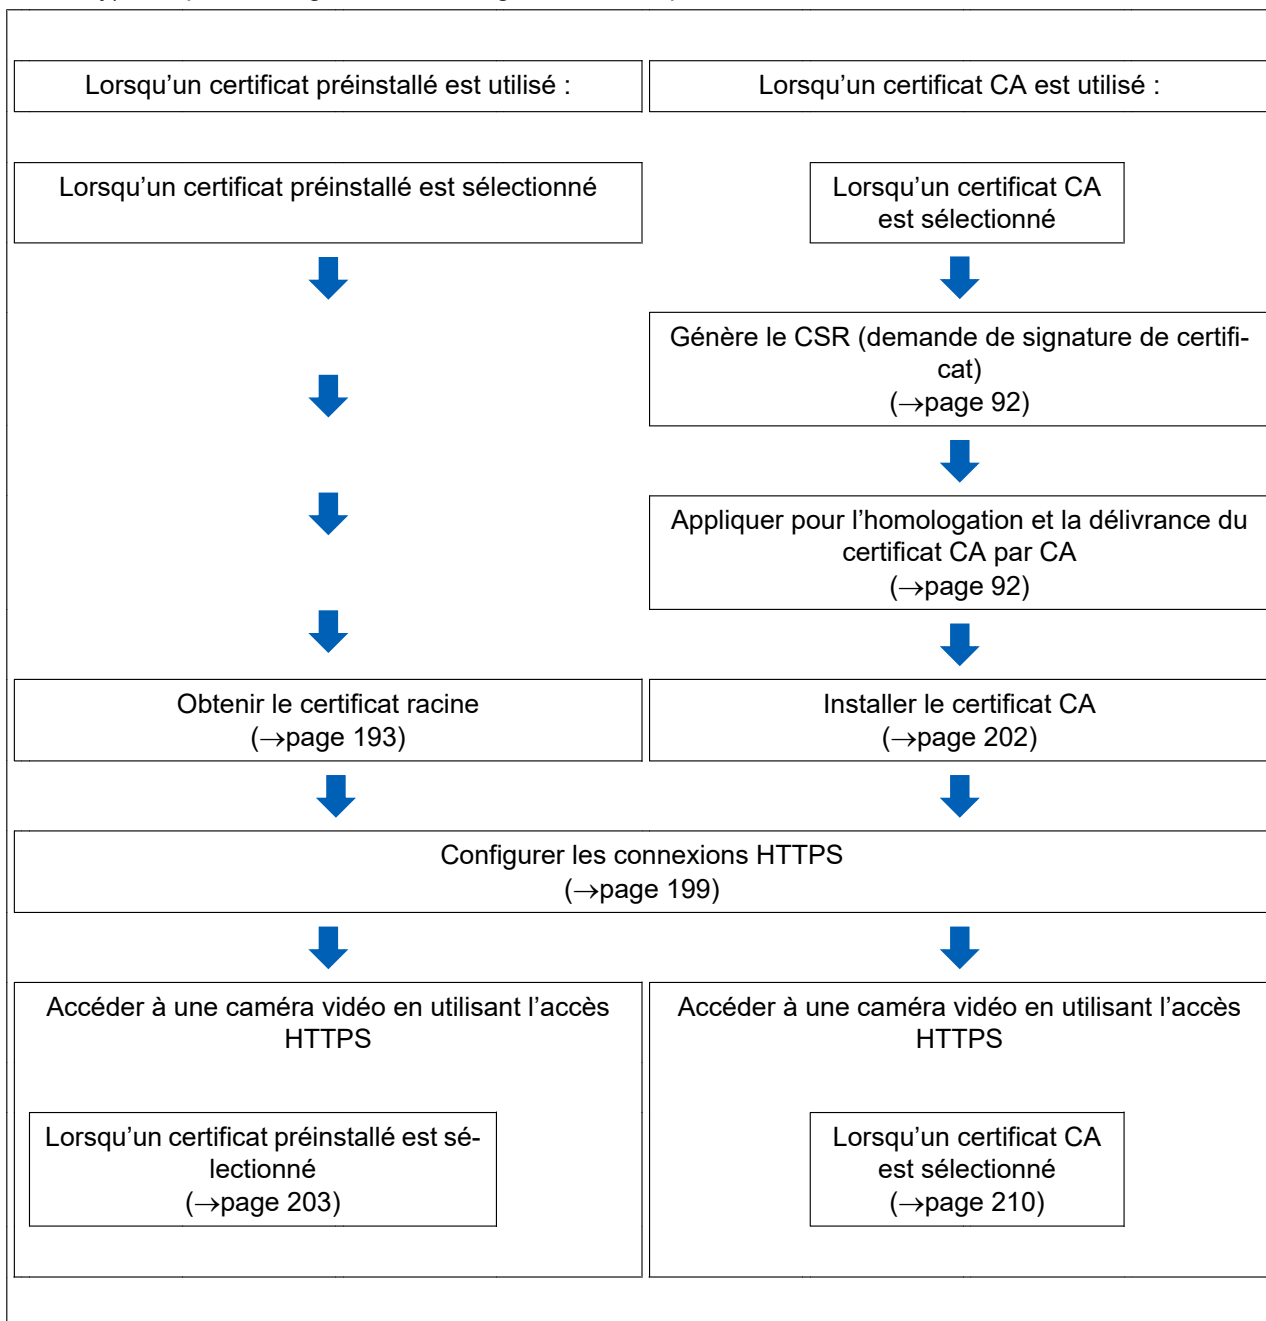 Lorsqu'un certificat préinstallé est utilisé :
Lorsqu'un certificat CA est utilisé :
Lorsqu'un certificat préinstallé est sélectionné
Lorsqu'un certificat CA
est sélectionné
Génère le CSR (demande de signature de certifi-
cat)
(→page 92)
Appliquer pour l'homologation et la délivrance du
certificat CA par CA
(→page 92)
Obtenir le certificat racine
(→page 193)
Installer le certificat CA
(→page 202)
Configurer les connexions HTTPS
(→page 199)
Accéder à une caméra vidéo en utilisant l'accès
HTTPS
Lorsqu'un certificat préinstallé est sé-
lectionné
(→page 203)
Accéder à une caméra vidéo en utilisant l'accès
HTTPS
Lorsqu'un certificat CA
est sélectionné
(→page 210)